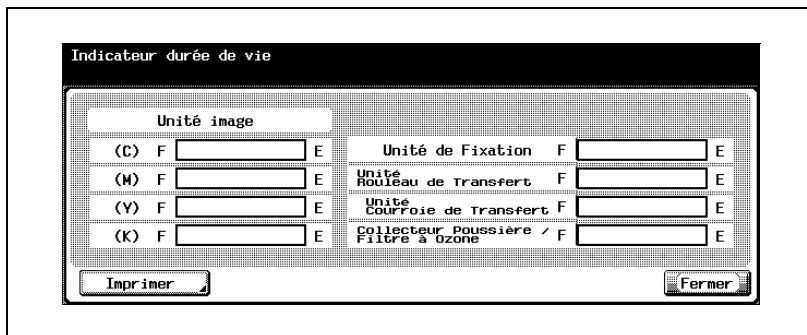 Indicateur durée de vie
Unité image
(C) F E Unité de Fixation F E
(M) F E Unité Rouleau de Transfert F E
(Y) F E Unité Courroie de Transfert F E
(K) F E Collecteur Poussière / Filtre à Ozone F E
Imprimer Fermer